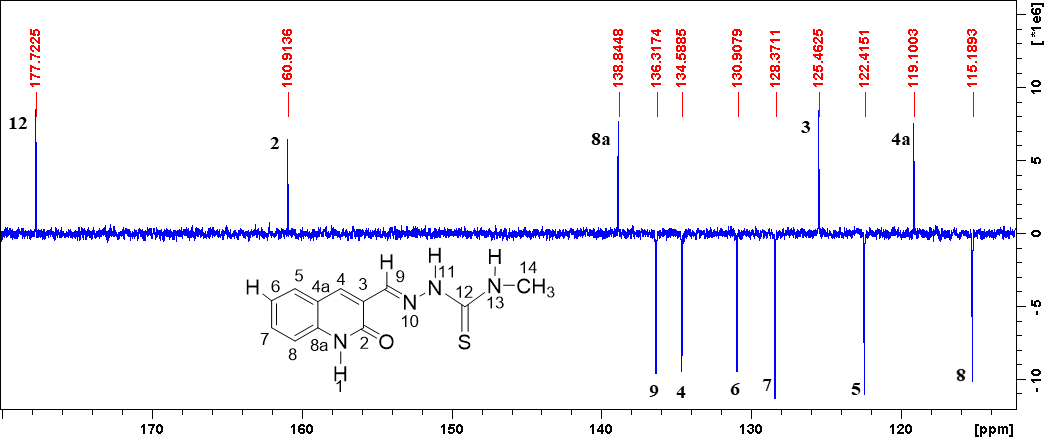 177.7225
160.9136
138.8448
136.3174
134.5885
130.9079
128.3711
125.4625
122.4151
119.1003
115.1893
[ *1e6]
12
2
8a
3
4a
10
5
0
-5
-10
H H H
5 4 9 11 14
H 6 4a 3 N N CH3
N 12 13
10
7 8a 2 O S
8 N
H
1
9 4 6 7 5 8
170 160 150 140 130 120 [ppm]